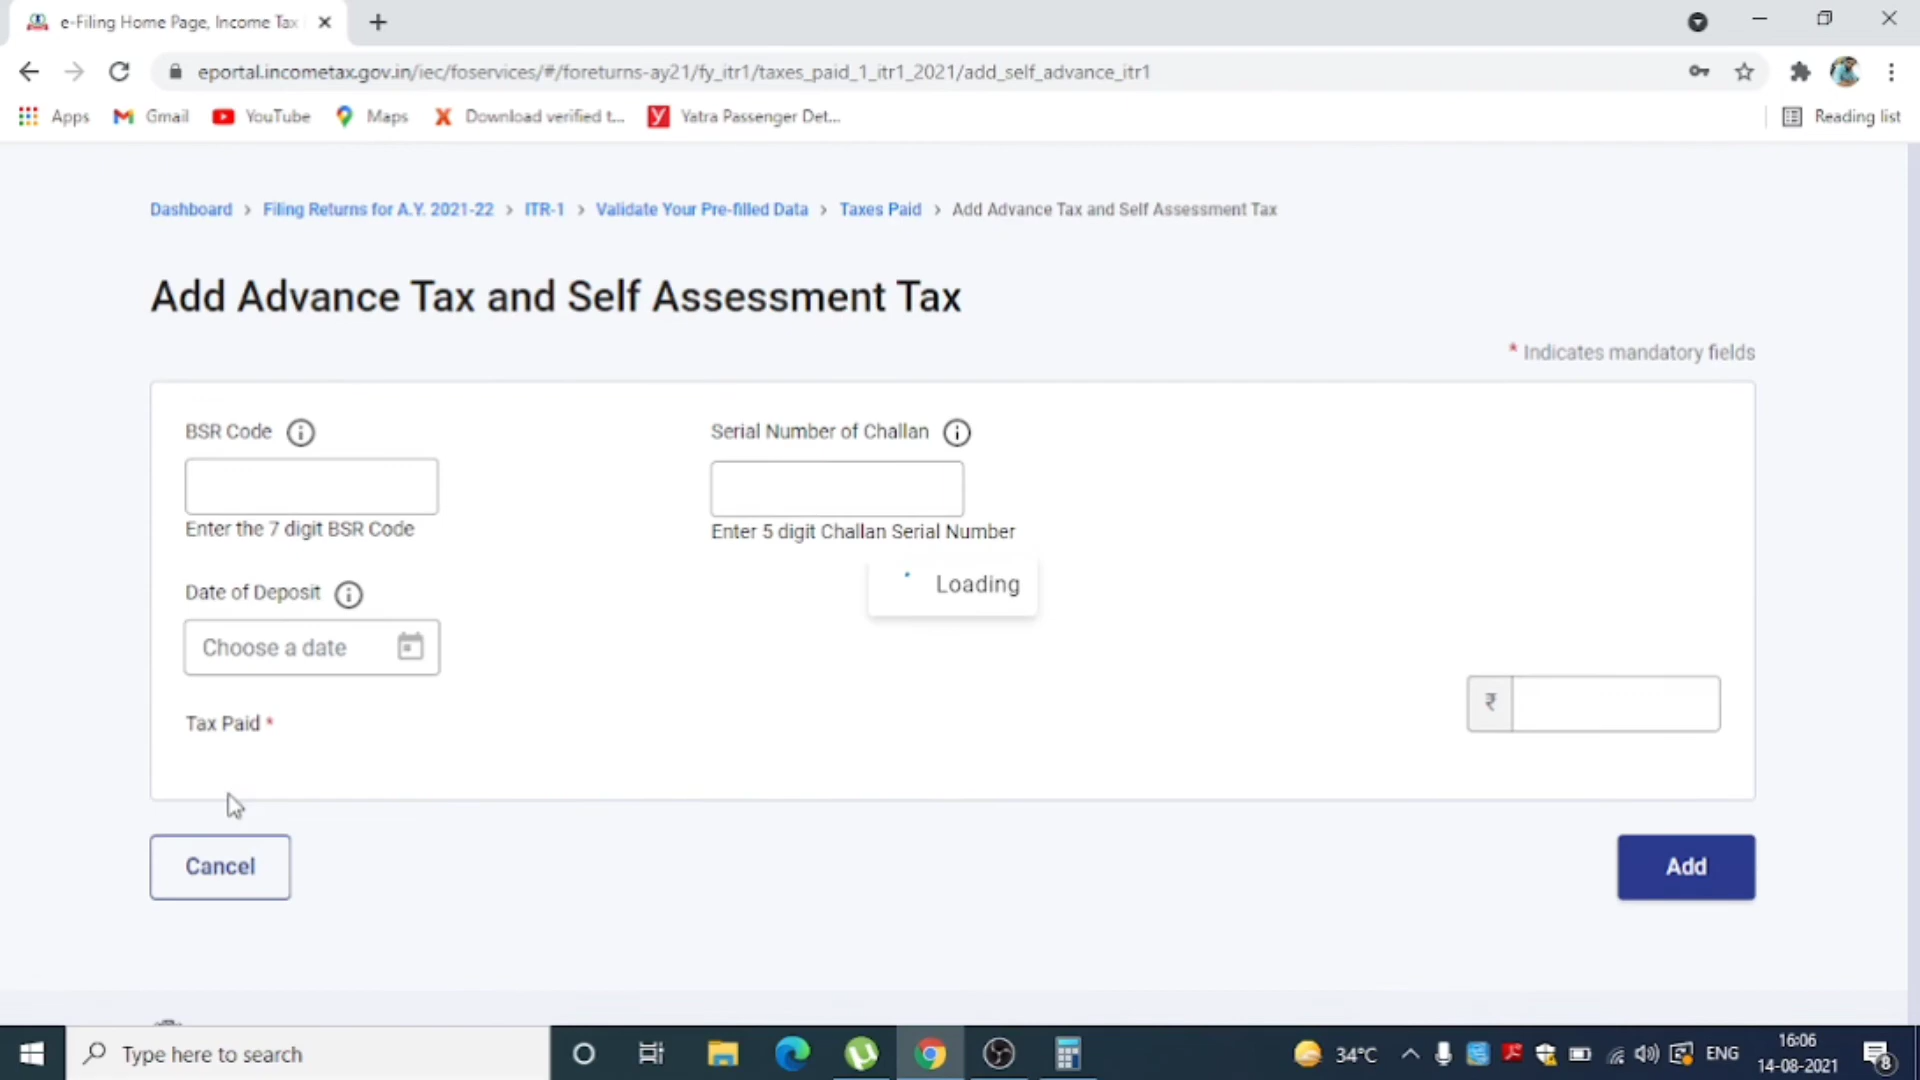 e-Filing Home Page, Income Tax
eportal.incometax.gov.in/iec/foservices/#/foreturns-ay21/fy_itr1/taxes_paid_1_itr1_2021/add_self_advance_itr1
Apps Gmail YouTube Maps Download verified t... Yatra Passenger Det... Reading list
Dashboard > Filing Returns for A.Y. 2021-22 > ITR-1 > Validate Your Pre-filled Data > Taxes Paid > Add Advance Tax and Self Assessment Tax
Add Advance Tax and Self Assessment Tax
* Indicates mandatory fields
BSR Code Serial Number of Challan
Enter the 7 digit BSR Code Enter 5 digit Challan Serial Number
Loading
Date of Deposit
Choose a date
Tax Paid * ₹
Cancel Add
Type here to search 34°C ENG 16:06
14-08-2021 8